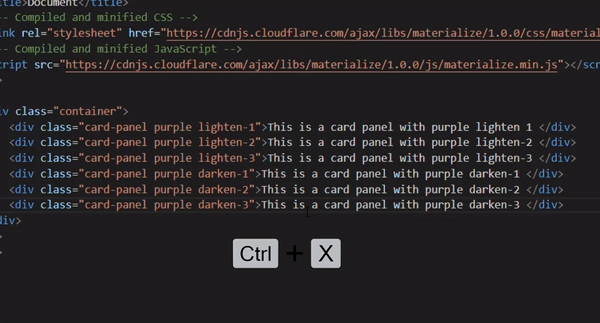 itle>Document</title>
-- Compiled and minified CSS -->
ink rel="stylesheet" href="https://cdnjs.cloudflare.com/ajax/libs/materialize/1.0.0/css/material
-- Compiled and minified JavaScript -->
cript src="https://cdnjs.cloudflare.com/ajax/libs/materialize/1.0.0/js/materialize.min.js"></scr
>
iv class="container">
<div class="card-panel purple lighten-1">This is a card panel with purple lighten 1 </div>
<div class="card-panel purple lighten-2">This is a card panel with purple lighten-2 </div>
<div class="card-panel purple lighten-3">This is a card panel with purple lighten-3 </div>
<div class="card-panel purple darken-1">This is a card panel with purple darken-1 </div>
<div class="card-panel purple darken-2">This is a card panel with purple darken-2 </div>
<div class="card-panel purple darken-3">This is a card panel with purple darken-3 </div>
div>
>
>
Ctrl + X